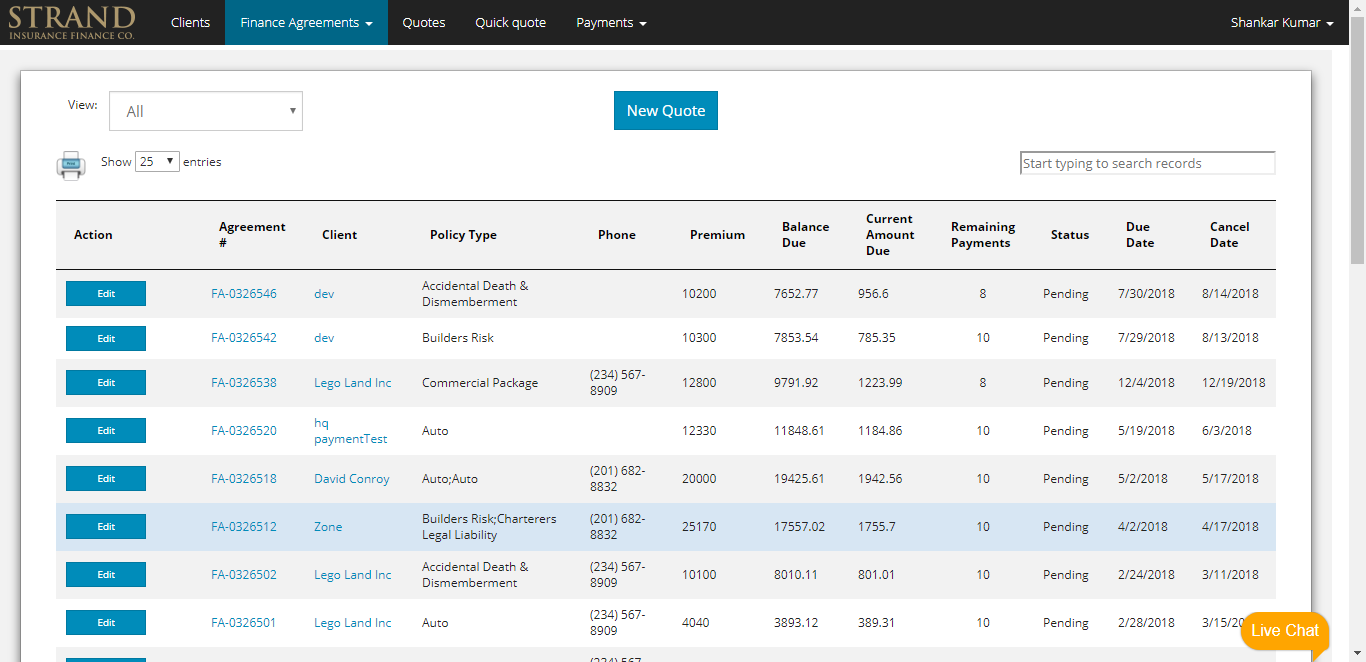 STRAND
INSURANCE FINANCE CO.
Clients
Finance Agreements
Quotes
Quick quote
Payments
Shankar Kumar
View:
All
New Quote
Show 25 entries
Start typing to search records
Action
Agreement
#
Client
Policy Type
Phone
Premium
Balance
Due
Current
Amount
Due
Remaining
Payments
Status
Due
Date
Cancel
Date
Edit
FA-0326546
dev
Accidental Death &
Dismemberment
10200
7652.77
956.6
8
Pending
7/30/2018
8/14/2018
Edit
FA-0326542
dev
Builders Risk
10300
7853.54
785.35
10
Pending
7/29/2018
8/13/2018
Edit
FA-0326538
Lego Land Inc
Commercial Package
(234) 567-
8909
12800
9791.92
1223.99
8
Pending
12/4/2018
12/19/2018
Edit
FA-0326520
hq
paymentTest
Auto
12330
11848.61
1184.86
10
Pending
5/19/2018
6/3/2018
Edit
FA-0326518
David Conroy
Auto;Auto
(201) 682-
8832
20000
19425.61
1942.56
10
Pending
5/2/2018
5/17/2018
Edit
FA-0326512
Zone
Builders Risk;Charterers
Legal Liability
(201) 682-
8832
25170
17557.02
1755.7
10
Pending
4/2/2018
4/17/2018
Edit
FA-0326502
Lego Land Inc
Accidental Death &
Dismemberment
(234) 567-
8909
10100
8010.11
801.01
10
Pending
2/24/2018
3/11/2018
Edit
FA-0326501
Lego Land Inc
Auto
(234) 567-
8909
4040
3893.12
389.31
10
Pending
2/28/2018
3/15/20
Live Chat